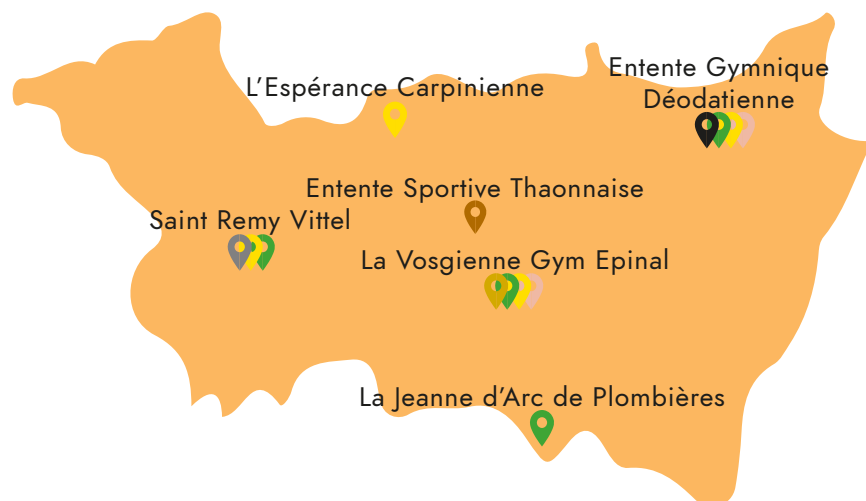 Entente Gymnique
Déodatienne
L’Espérance Carpinienne
Entente Sportive Thaonnaise
Saint Remy Vittel
La Vosgienne Gym Epinal
La Jeanne d’Arc de Plombières